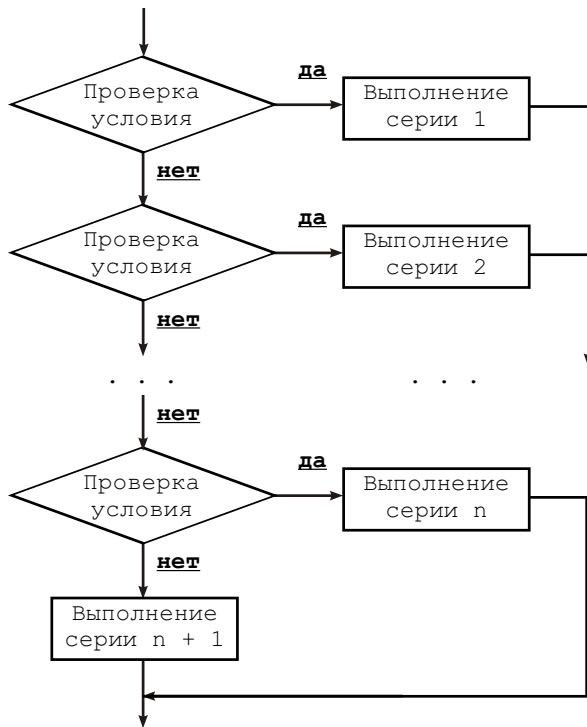 да
Проверка
условия
Выполнение
серии 1
нет
да
Проверка
условия
Выполнение
серии 2
нет
. . .
. . .
нет
да
Проверка
условия
Выполнение
серии n
нет
Выполнение
серии n + 1